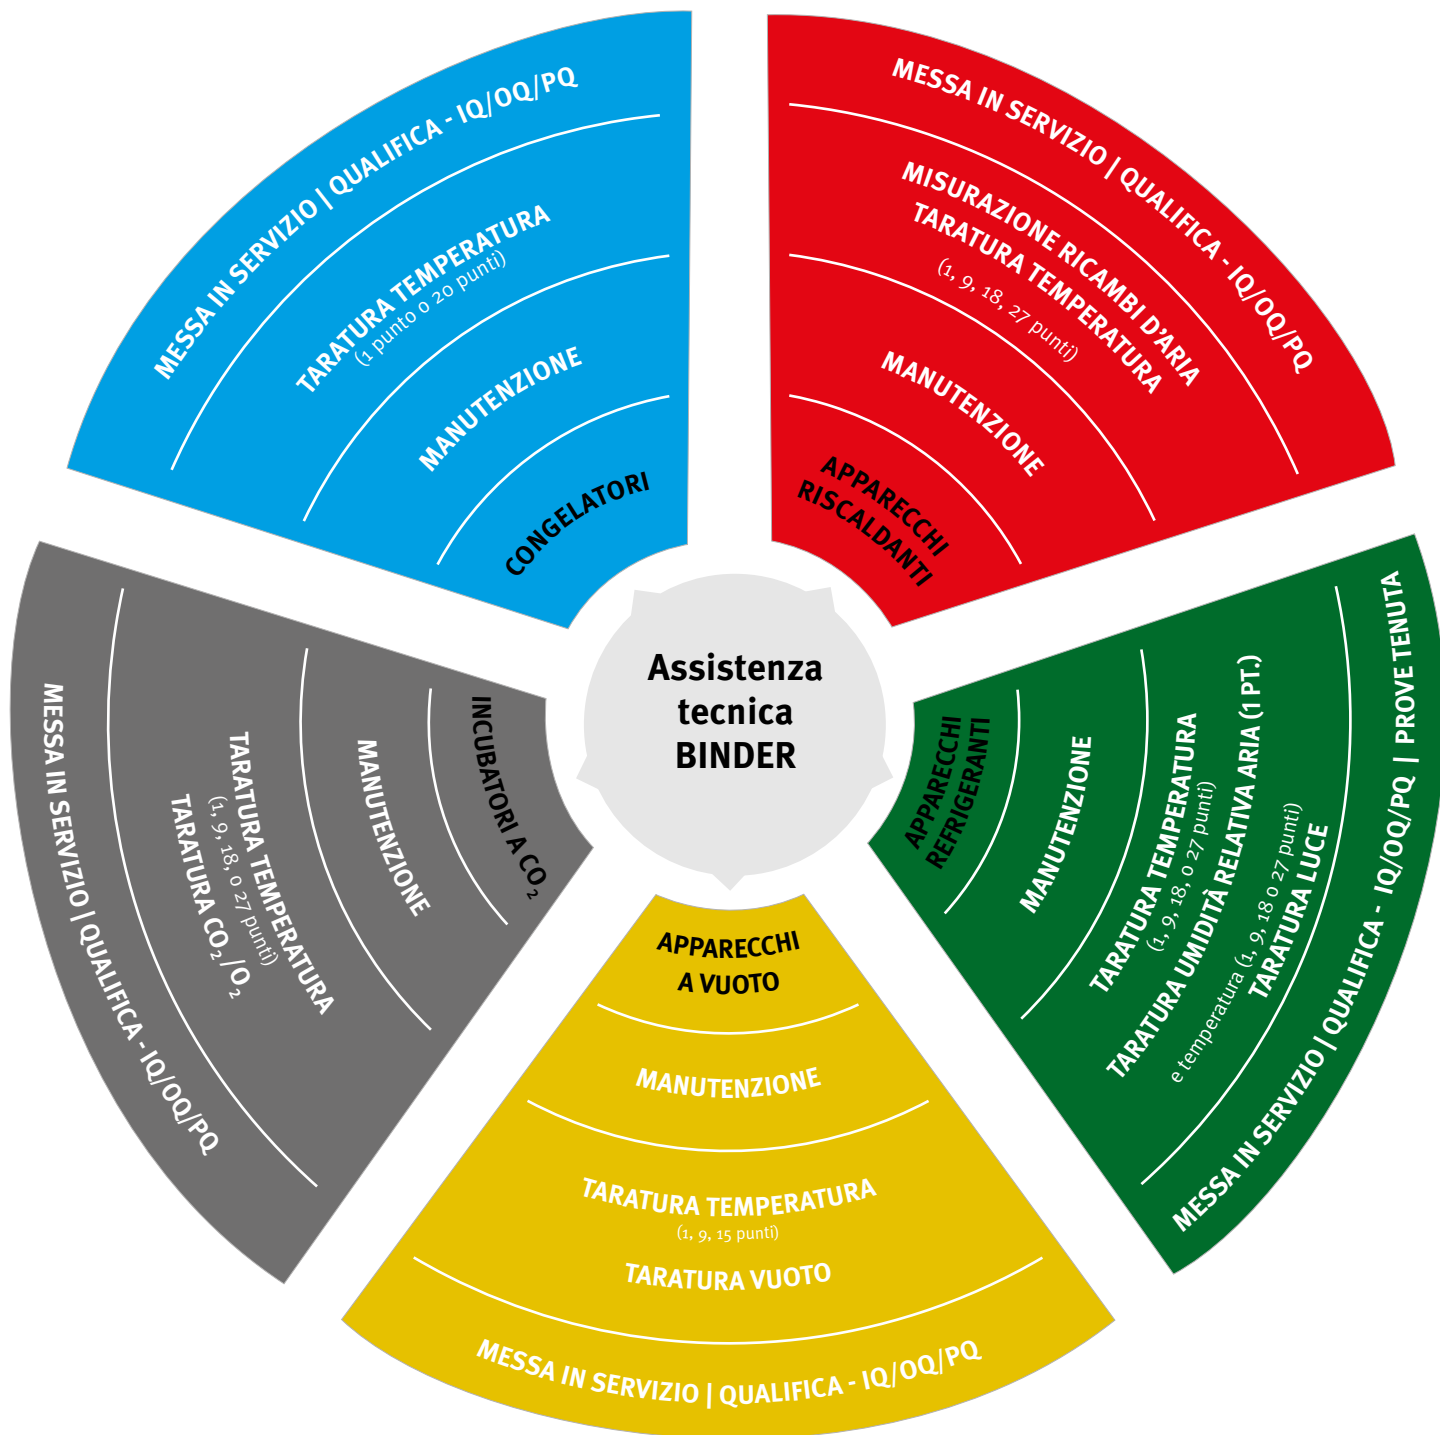 Assistenza
tecnica
BINDER
MESSA IN SERVIZIO | QUALIFICA - IQ/OQ/PQ
TARATURA TEMPERATURA
(1 punto o 20 punti)
MANUTENZIONE
CONGELATORI
MESSA IN SERVIZIO | QUALIFICA - IQ/OQ/PQ
MISURAZIONE RICAMBI D'ARIA
TARATURA TEMPERATURA
(1, 9, 18, 27 punti)
MANUTENZIONE
APPARECCHI
RISCALDANTI
APPARECCHI
REFRIGERANTI
MANUTENZIONE
TARATURA TEMPERATURA
(1, 9, 18, o 27 punti)
TARATURA UMIDITÀ RELATIVA ARIA (1 PT.)
e temperatura (1, 9, 18 o 27 punti)
TARATURA LUCE
MESSA IN SERVIZIO | QUALIFICA - IQ/OQ/PQ | PROVE TENUTA
APPARECCHI
A VUOTO
MANUTENZIONE
TARATURA TEMPERATURA
(1, 9, 15 punti)
TARATURA VUOTO
MESSA IN SERVIZIO | QUALIFICA - IQ/OQ/PQ
INCUBATORI A CO₂
MANUTENZIONE
TARATURA TEMPERATURA
(1, 9, 18, o 27 punti)
TARATURA CO₂/O₂
MESSA IN SERVIZIO | QUALIFICA - IQ/OQ/PQ